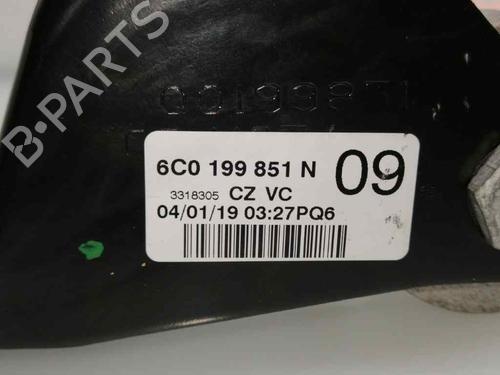 B-PARTS
6C0 199 851 N 09
3318305 CZ VC
04/01/19 03:27PQ6